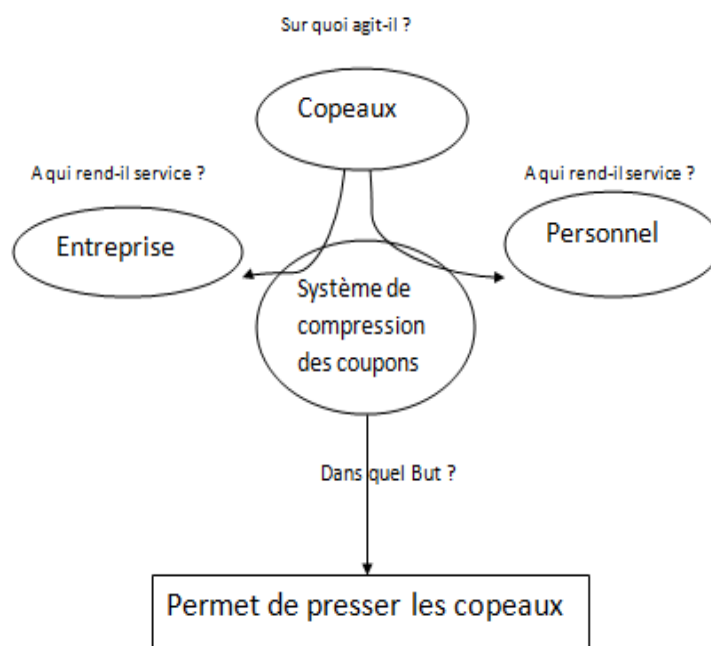 Sur quoi agit-il ?
Copeaux
A qui rend-il service ?
A qui rend-il service ?
Entreprise
Personnel
Système de
compression
des coupons
Dans quel But ?
Permet de presser les copeaux